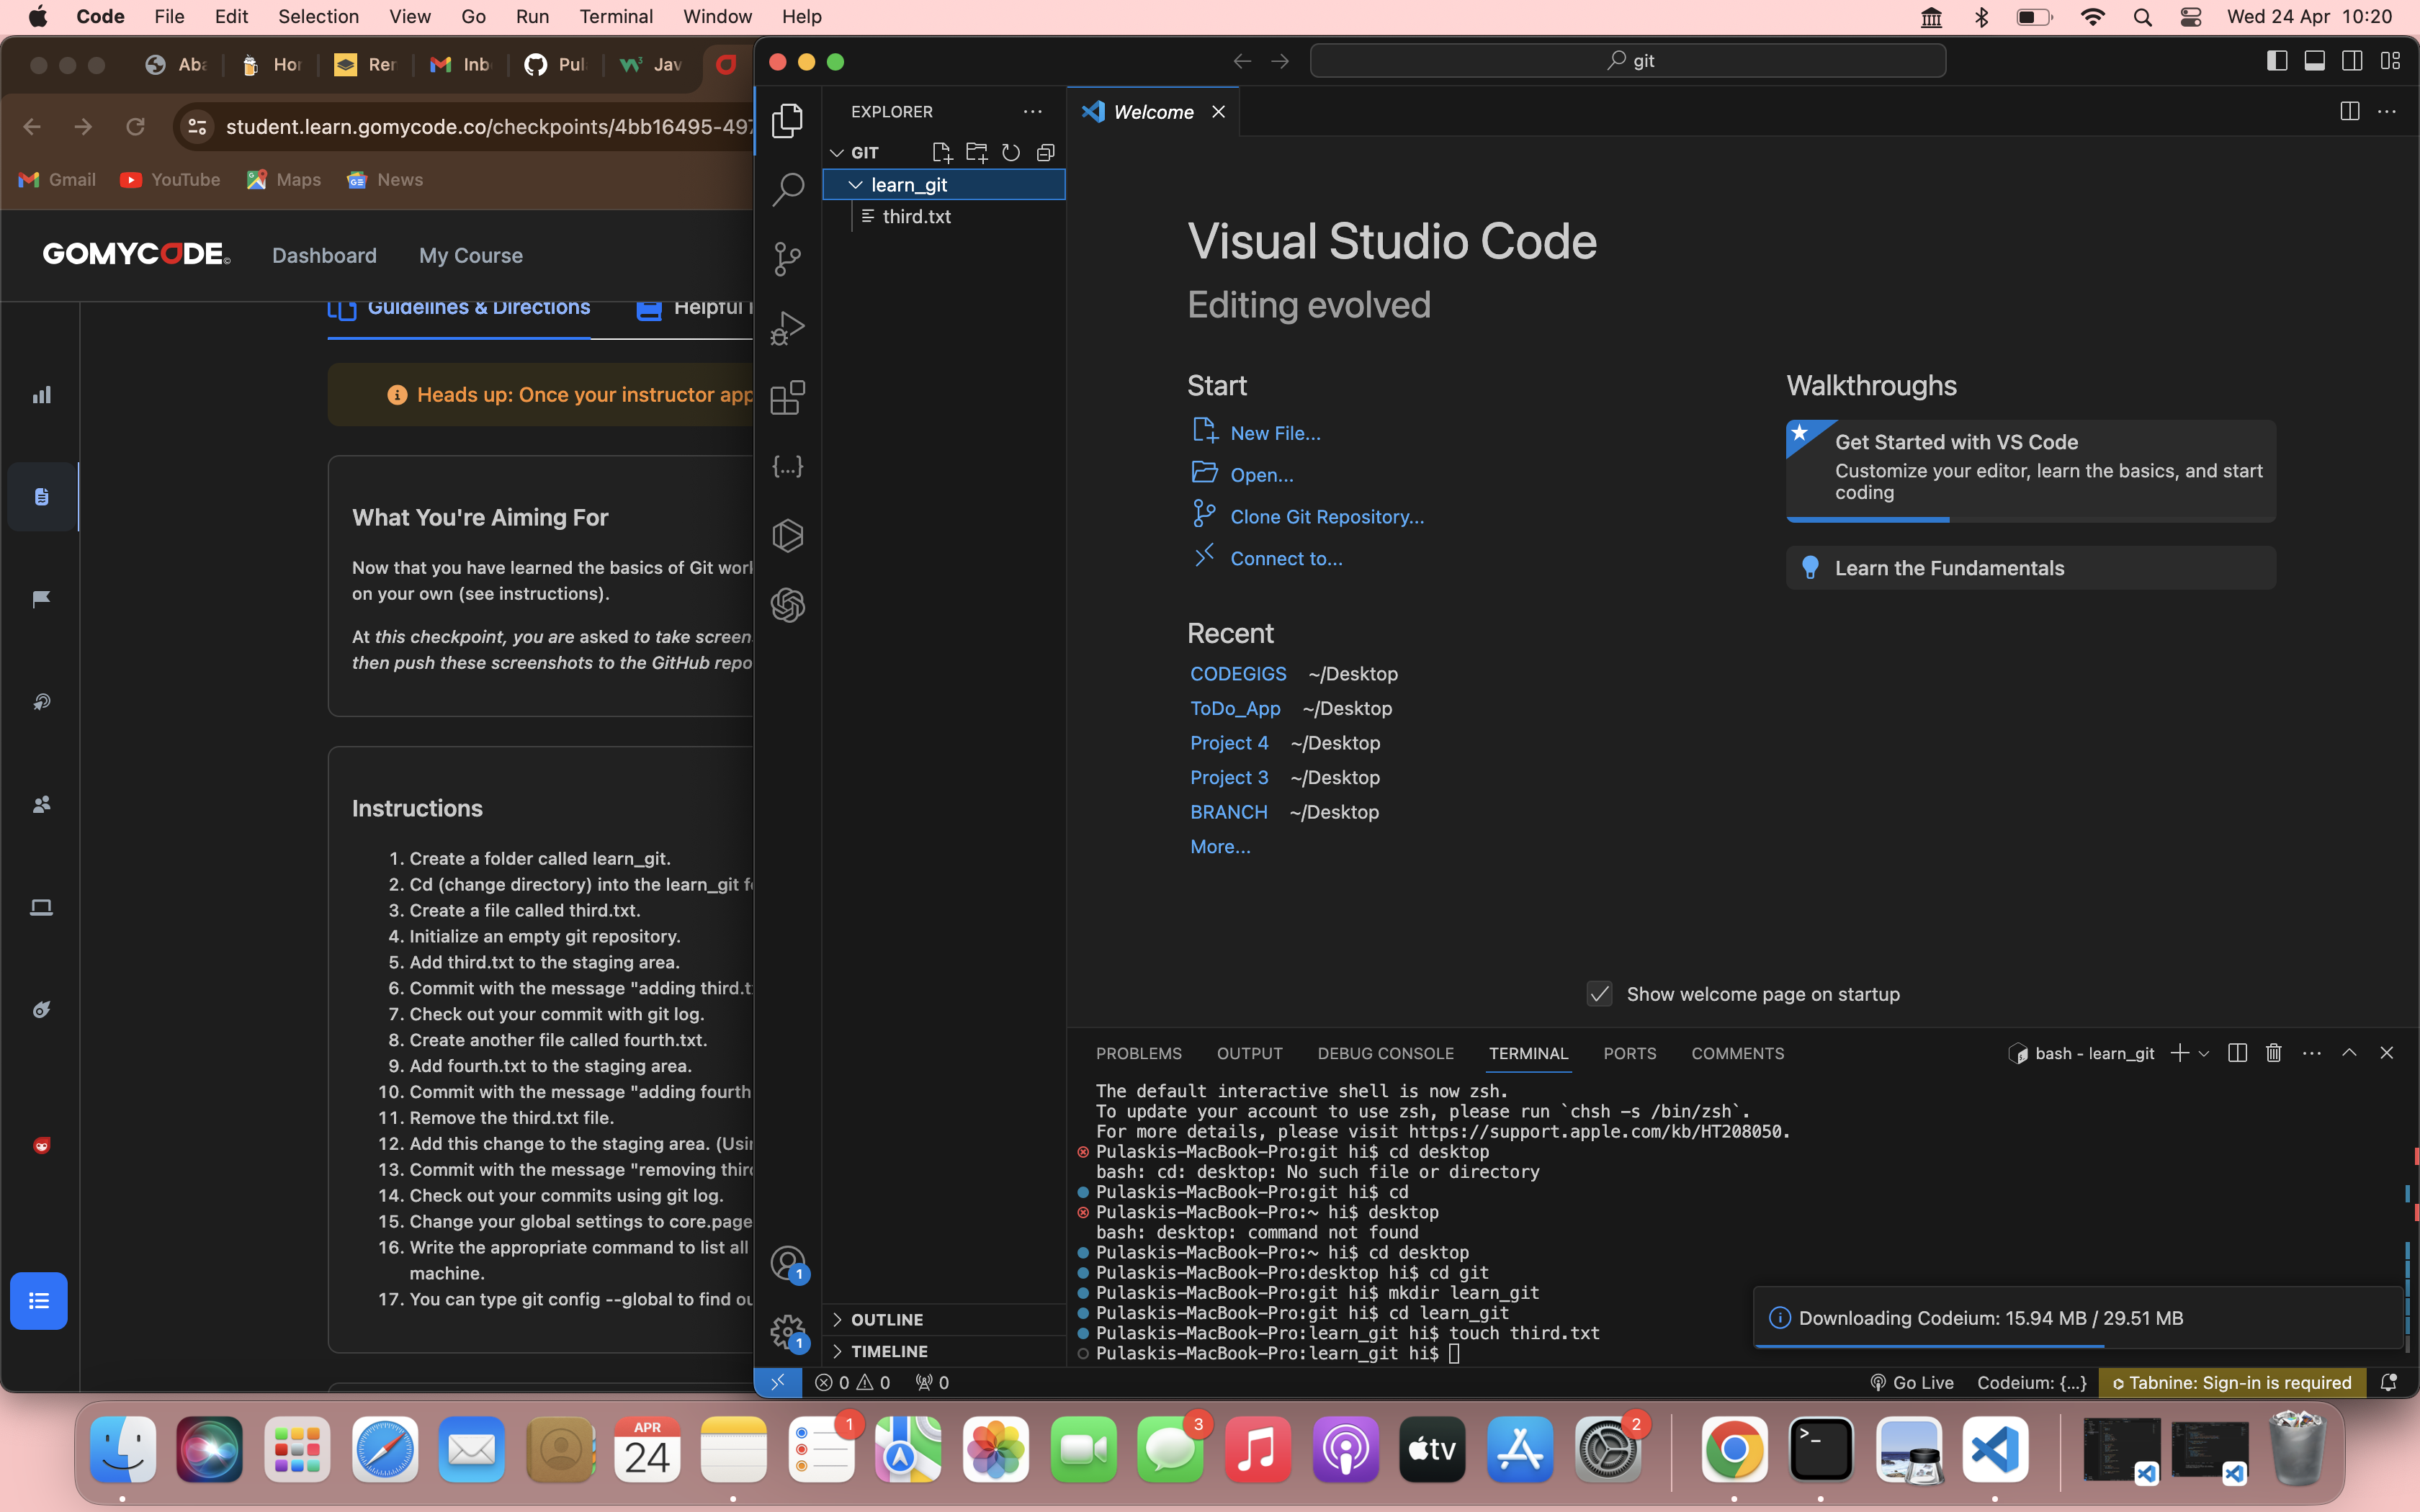 Code File Edit Selection View Go Run Terminal Window Help
Wed 24 Apr 10:20
Aba
Hor
Rer
Inb
Pul
Jav
student.learn.gomycode.co/checkpoints/4bb16495-497
Gmail YouTube Maps News
GOMYCODE
Dashboard My Course
Guidelines & Directions
Helpful
Heads up: Once your instructor app
What You're Aiming For
Now that you have learned the basics of Git worl
on your own (see instructions).
At this checkpoint, you are asked to take screen
then push these screenshots to the GitHub repo
Instructions
1. Create a folder called learn_git.
2. Cd (change directory) into the learn_git f
3. Create a file called third.txt.
4. Initialize an empty git repository.
5. Add third.txt to the staging area.
6. Commit with the message "adding third.t
7. Check out your commit with git log.
8. Create another file called fourth.txt.
9. Add fourth.txt to the staging area.
10. Commit with the message "adding fourth
11. Remove the third.txt file.
12. Add this change to the staging area. (Usi
13. Commit with the message "removing thir
14. Check out your commits using git log.
15. Change your global settings to core.page
16. Write the appropriate command to list all
machine.
17. You can type git config --global to find ou
git
EXPLORER
GIT
learn_git
third.txt
OUTLINE
TIMELINE
Welcome
Visual Studio Code
Editing evolved
Start
New File...
Open...
Clone Git Repository...
Connect to...
Recent
CODEGIGS ~/Desktop
ToDo_App ~/Desktop
Project 4 ~/Desktop
Project 3 ~/Desktop
BRANCH ~/Desktop
More...
Walkthroughs
Get Started with VS Code
Customize your editor, learn the basics, and start
coding
Learn the Fundamentals
Show welcome page on startup
PROBLEMS OUTPUT DEBUG CONSOLE TERMINAL PORTS COMMENTS
bash - learn_git
The default interactive shell is now zsh.
To update your account to use zsh, please run `chsh -s /bin/zsh`.
For more details, please visit https://support.apple.com/kb/HT208050.
Pulaskis-MacBook-Pro:git hi$ cd desktop
bash: cd: desktop: No such file or directory
Pulaskis-MacBook-Pro:git hi$ cd
Pulaskis-MacBook-Pro:~ hi$ desktop
bash: desktop: command not found
Pulaskis-MacBook-Pro:~ hi$ cd desktop
Pulaskis-MacBook-Pro:desktop hi$ cd git
Pulaskis-MacBook-Pro:git hi$ mkdir learn_git
Pulaskis-MacBook-Pro:git hi$ cd learn_git
Pulaskis-MacBook-Pro:learn_git hi$ touch third.txt
Pulaskis-MacBook-Pro:learn_git hi$
Downloading Codeium: 15.94 MB / 29.51 MB
1
1
0 0 0
Go Live
Codeium: {...}
Tabnine: Sign-in is required
APR
24
1
3
tv
2